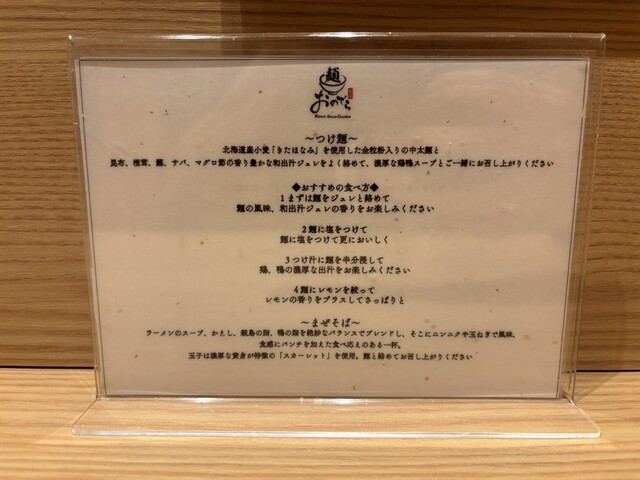 麺
おのでら
～つけ麺～
北海道産小麦「きたほなみ」を使用した全粒粉入りの中太麺と
昆布、椎茸、鰹、サバ、マグロ節の香り豊かな和出汁ジュレをよく絡めて、濃厚な鶏鴨スープとご一緒にお召し上がりください
◆おすすめの食べ方◆
1まずは麺をジュレと絡めて
麺の風味、和出汁ジュレの香りをお楽しみください
2麺に塩をつけて
麺に塩をつけて更においしく
3つけ汁に麺を半分浸して
鶏、鴨の濃厚な出汁をお楽しみください
4麺にレモンを絞って
レモンの香りをプラスしてさっぱりと
～まぜそば～
ラーメンのスープ、かえし、親鳥の脂、鴨の脂を絶妙なバランスでブレンドし、そこにニンニクや玉ねぎで風味、
食感にパンチを加えた食べ応えのある一杯。
玉子は濃厚な黄身が特徴の「スカーレット」を使用。麺と絡めてお召し上がりください